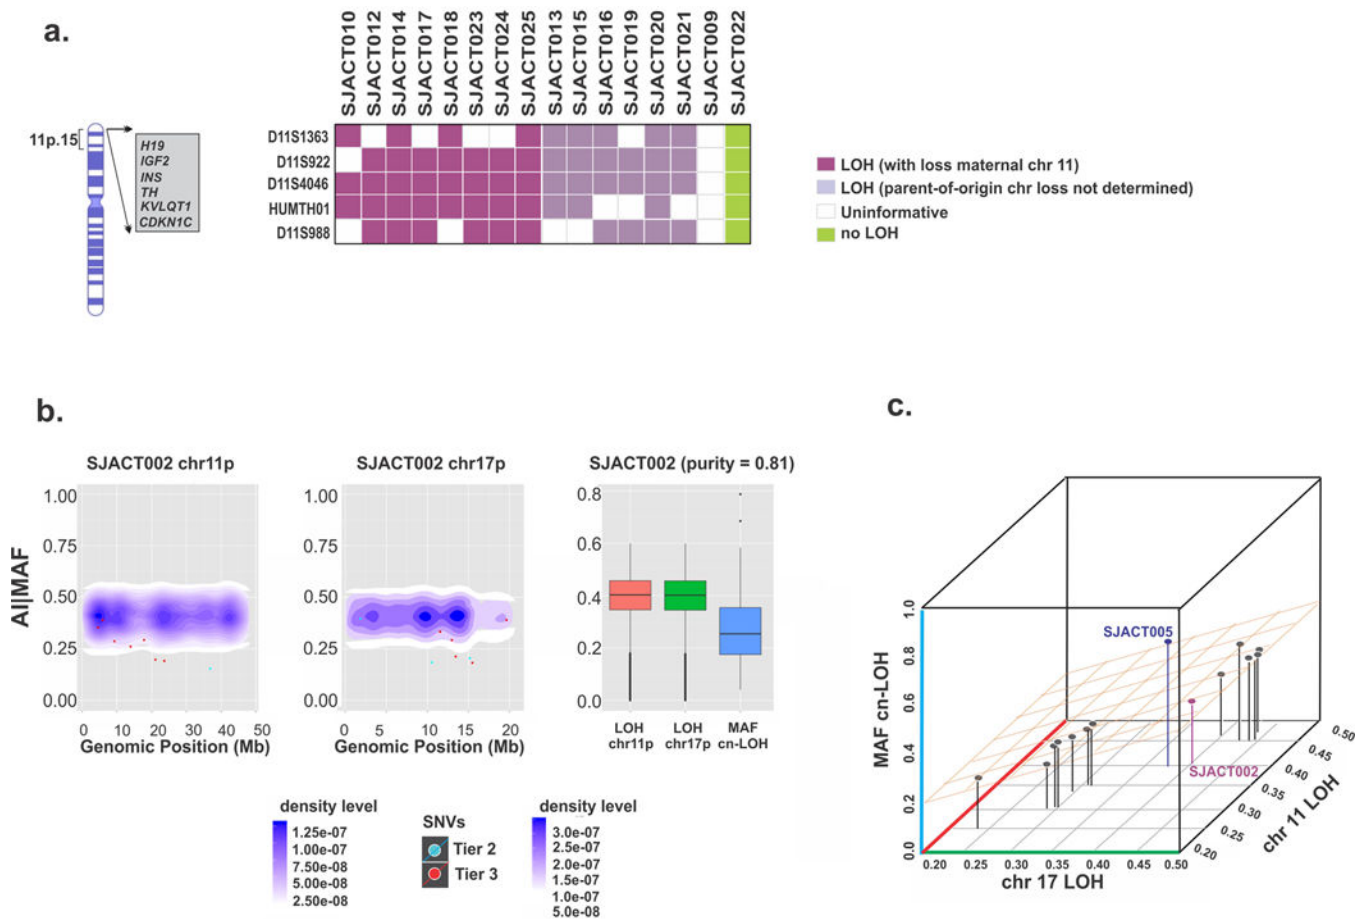 a.
SJACT010
SJACT012
SJACT014
SJACT017
SJACT018
SJACT023
SJACT024
SJACT025
SJACT013
SJACT015
SJACT016
SJACT019
SJACT020
SJACT021
SJACT009
SJACT022
11p.15
H19
IGF2
INS
TH
KVLQT1
CDKN1C
D11S1363
D11S922
D11S4046
HUMTH01
D11S988
LOH (with loss maternal chr 11)
LOH (parent-of-origin chr loss not determined)
Uninformative
no LOH
b.
SJACT002 chr11p
AI|MAF
1.00
0.75
0.50
0.25
0.00
0 10 20 30 40 50
Genomic Position (Mb)
SJACT002 chr17p
1.00
0.75
0.50
0.25
0.00
0 5 10 15 20
Genomic Position (Mb)
SJACT002 (purity = 0.81)
0.8
0.6
0.4
0.2
0.0
LOH chr11p
LOH chr17p
MAF cn-LOH
density level
1.25e-07
1.00e-07
7.50e-08
5.00e-08
2.50e-08
SNVs
Tier 2
Tier 3
density level
3.0e-07
2.5e-07
2.0e-07
1.5e-07
1.0e-07
5.0e-08
c.
MAF cn-LOH
1.0
0.8
0.6
0.4
0.2
0.0
SJACT005
SJACT002
0.20 0.25 0.30 0.35 0.40 0.45 0.50
chr 17 LOH
0.20
0.25
0.30
0.35
0.40
0.45
0.50
chr 11 LOH